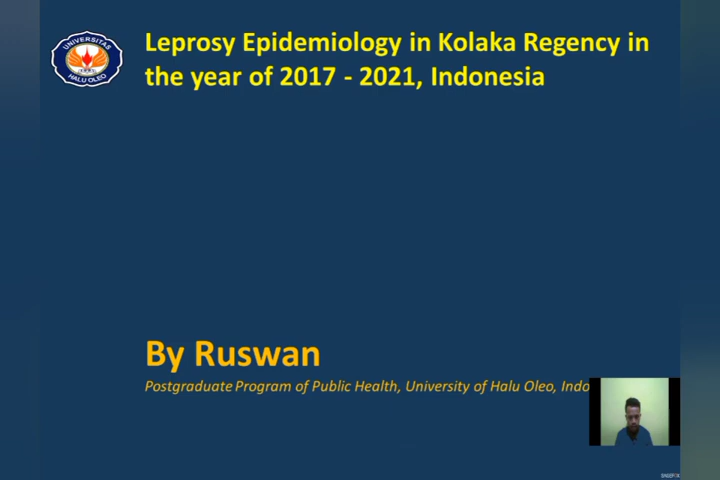 UNIVERSITAS
HALU OLEO
Leprosy Epidemiology in Kolaka Regency in
the year of 2017 - 2021, Indonesia
By Ruswan
Postgraduate Program of Public Health, University of Halu Oleo, Indo